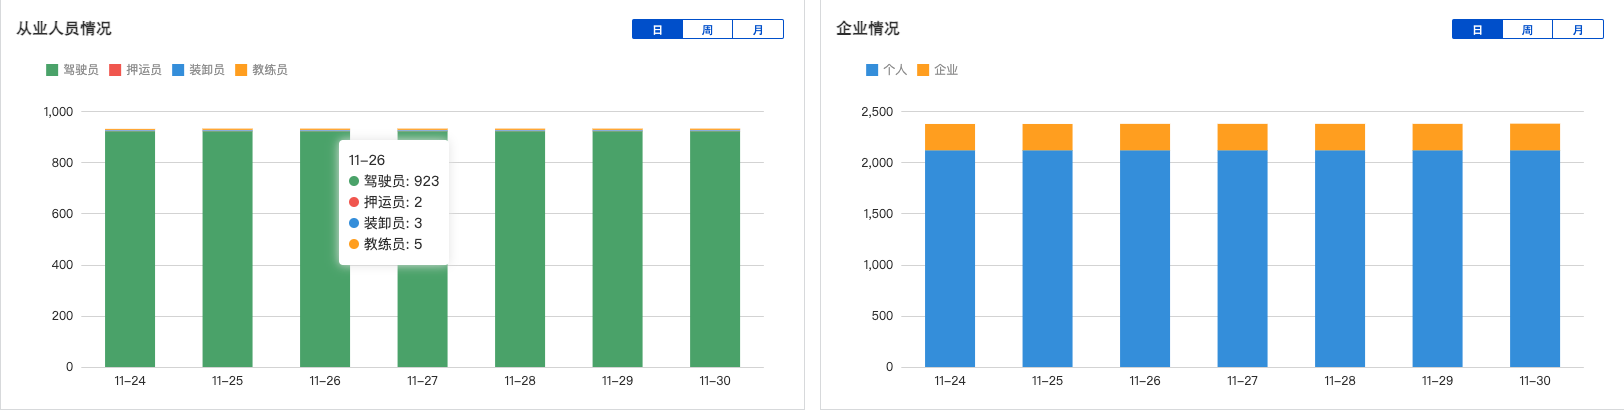 从业人员情况
日 周 月
驾驶员 押运员 装卸员 教练员
1,000
800
600
400
200
0
11-24 11-25 11-26 11-27 11-28 11-29 11-30
11-26
驾驶员: 923
押运员: 2
装卸员: 3
教练员: 5
企业情况
日 周 月
个人 企业
2,500
2,000
1,500
1,000
500
0
11-24 11-25 11-26 11-27 11-28 11-29 11-30